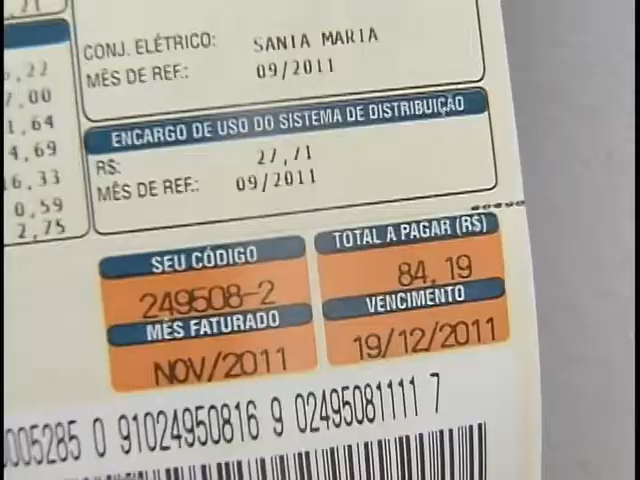 CONJ. ELÉTRICO: SANTA MARIA
MÊS DE REF.: 09/2011
,22
7,00
1,64
4,69
16,33
0,59
2,75
ENCARGO DE USO DO SISTEMA DE DISTRIBUIÇÃO
R$: 27,71
MÊS DE REF.: 09/2011
SEU CÓDIGO
249508-2
MÊS FATURADO
NOV/2011
TOTAL A PAGAR (R$)
84,19
VENCIMENTO
19/12/2011
005285 0 91024950816 9 02495081111 7